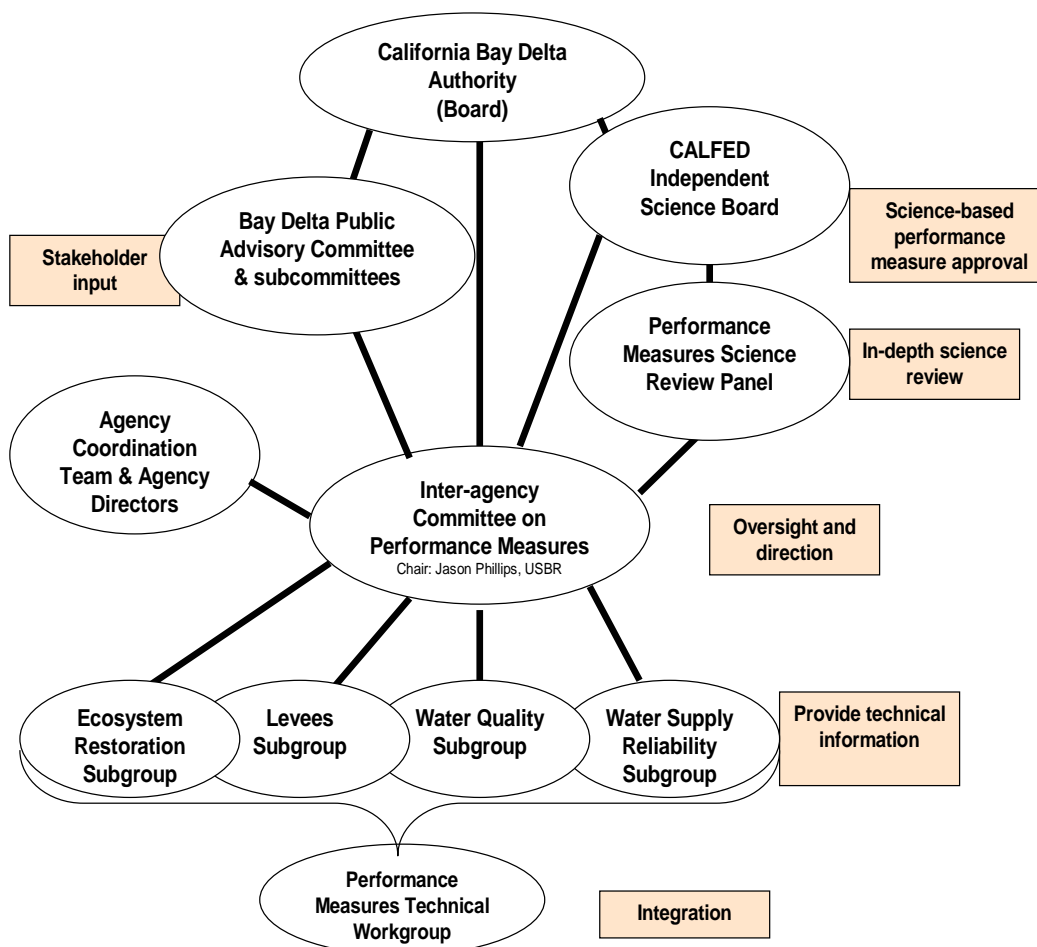 California Bay Delta
Authority
(Board)
CALFED
Independent
Science Board
Science-based
performance
measure approval
Bay Delta Public
Advisory Committee
& subcommittees
Stakeholder
input
Performance
Measures Science
Review Panel
In-depth science
review
Agency
Coordination
Team & Agency
Directors
Inter-agency
Committee on
Performance Measures
Chair: Jason Phillips, USBR
Oversight and
direction
Ecosystem
Restoration
Subgroup
Levees
Subgroup
Water Quality
Subgroup
Water Supply
Reliability
Subgroup
Provide technical
information
Performance
Measures Technical
Workgroup
Integration